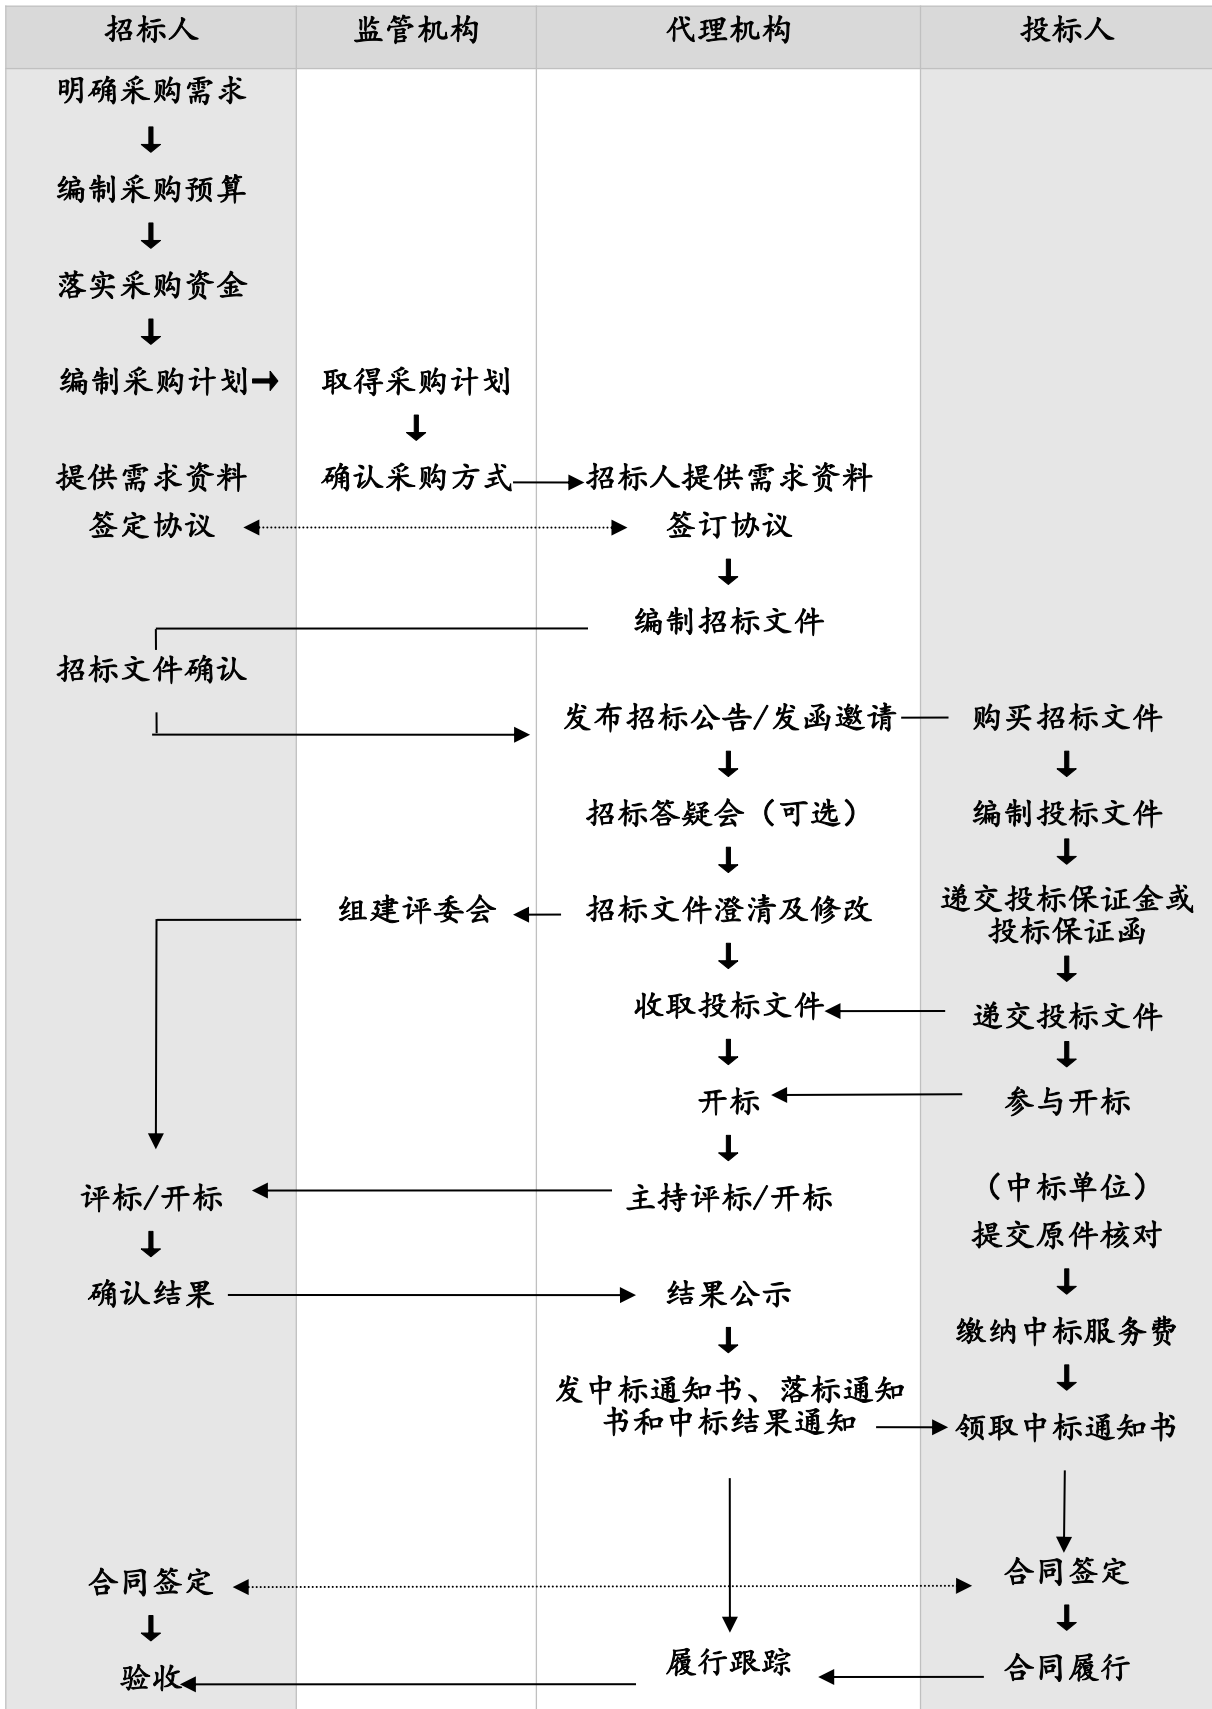 招标人
监管机构
代理机构
投标人
明确采购需求
编制采购预算
落实采购资金
编制采购计划
取得采购计划
提供需求资料
确认采购方式
招标人提供需求资料
签定协议
签订协议
编制招标文件
招标文件确认
发布招标公告/发函邀请
购买招标文件
招标答疑会（可选）
编制投标文件
组建评委会
招标文件澄清及修改
递交投标保证金或
投标保证函
收取投标文件
递交投标文件
开标
参与开标
评标/开标
主持评标/开标
（中标单位）
提交原件核对
确认结果
结果公示
缴纳中标服务费
发中标通知书、落标通知
书和中标结果通知
领取中标通知书
合同签定
合同签定
验收
履行跟踪
合同履行